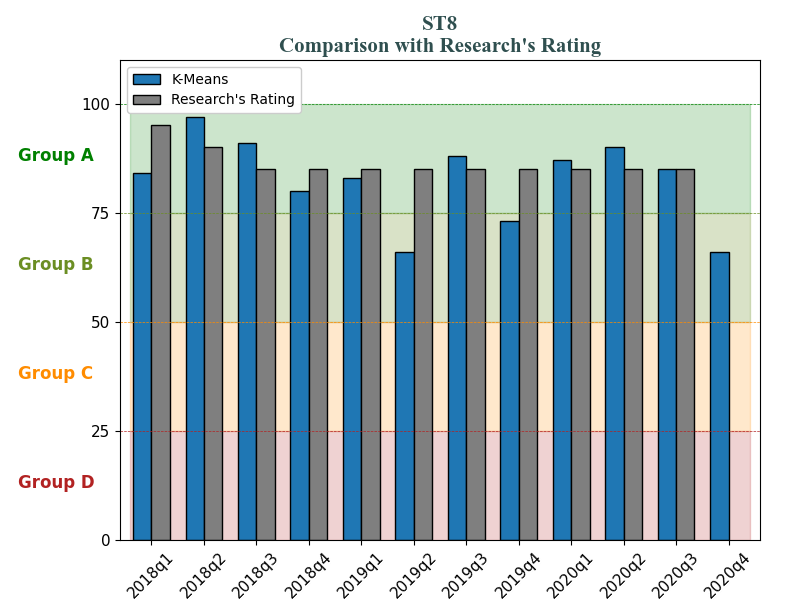 ST8
Comparison with Research's Rating
K-Means
Research's Rating
100
75
50
25
0
Group A
Group B
Group C
Group D
2018q1
2018q2
2018q3
2018q4
2019q1
2019q2
2019q3
2019q4
2020q1
2020q2
2020q3
2020q4